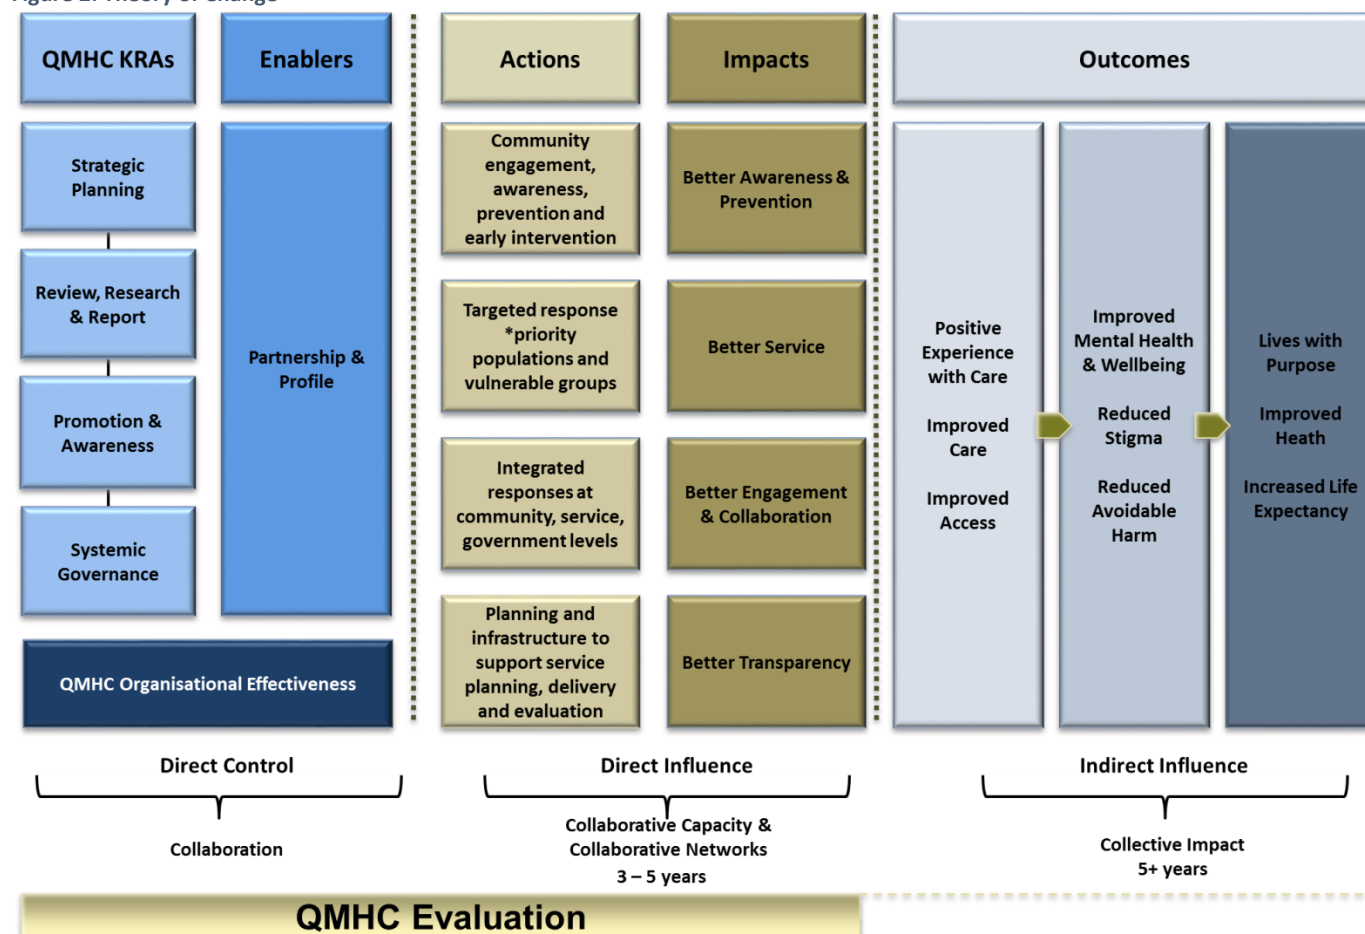 Figure 2: Theory of Change
QMHC KRAs
Enablers
Actions
Impacts
Outcomes
Strategic
Planning
Review, Research
& Report
Promotion &
Awareness
Systemic
Governance
Partnership &
Profile
QMHC Organisational Effectiveness
Community
engagement,
awareness,
prevention and
early intervention
Targeted response
*priority
populations and
vulnerable groups
Integrated
responses at
community, service,
government levels
Planning and
infrastructure to
support service
planning, delivery
and evaluation
Better Awareness &
Prevention
Better Service
Better Engagement
& Collaboration
Better Transparency
Positive
Experience
with Care
Improved
Care
Improved
Access
Improved
Mental Health
& Wellbeing
Reduced
Stigma
Reduced
Avoidable
Harm
Lives with
Purpose
Improved
Heath
Increased Life
Expectancy
Direct Control
Collaboration
Direct Influence
Collaborative Capacity &
Collaborative Networks
3 – 5 years
Indirect Influence
Collective Impact
5+ years
QMHC Evaluation